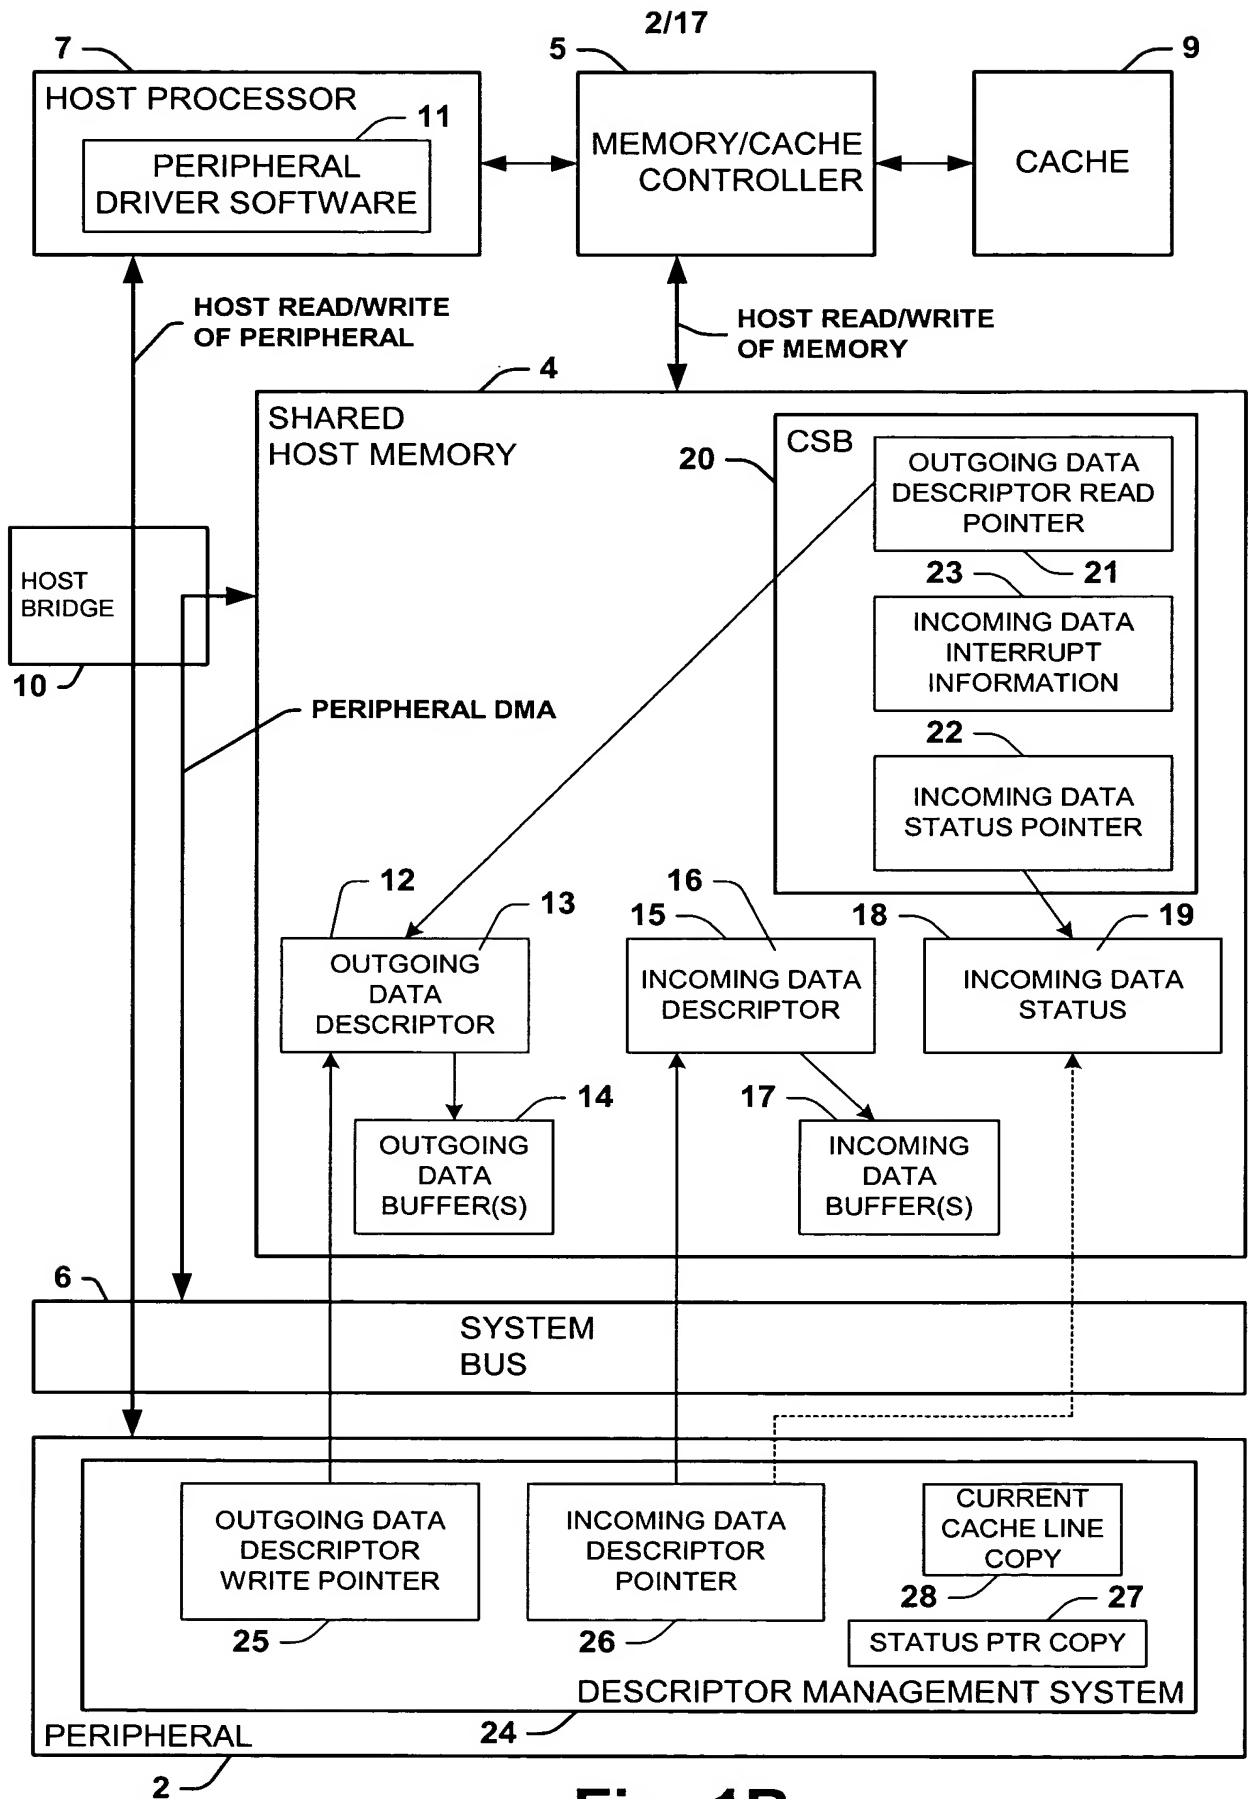 2/17
7
5
9
HOST PROCESSOR
11
PERIPHERAL
DRIVER SOFTWARE
MEMORY/CACHE
CONTROLLER
CACHE
HOST READ/WRITE
OF PERIPHERAL
HOST READ/WRITE
OF MEMORY
4
SHARED
HOST MEMORY
20
CSB
OUTGOING DATA
DESCRIPTOR READ
POINTER
21
23
INCOMING DATA
INTERRUPT
INFORMATION
22
INCOMING DATA
STATUS POINTER
HOST
BRIDGE
10
PERIPHERAL DMA
12
13
OUTGOING
DATA
DESCRIPTOR
15
16
INCOMING DATA
DESCRIPTOR
18
19
INCOMING DATA
STATUS
14
OUTGOING
DATA
BUFFER(S)
17
INCOMING
DATA
BUFFER(S)
6
SYSTEM
BUS
OUTGOING DATA
DESCRIPTOR
WRITE POINTER
25
INCOMING DATA
DESCRIPTOR
POINTER
26
CURRENT
CACHE LINE
COPY
28
27
STATUS PTR COPY
DESCRIPTOR MANAGEMENT SYSTEM
24
PERIPHERAL
2